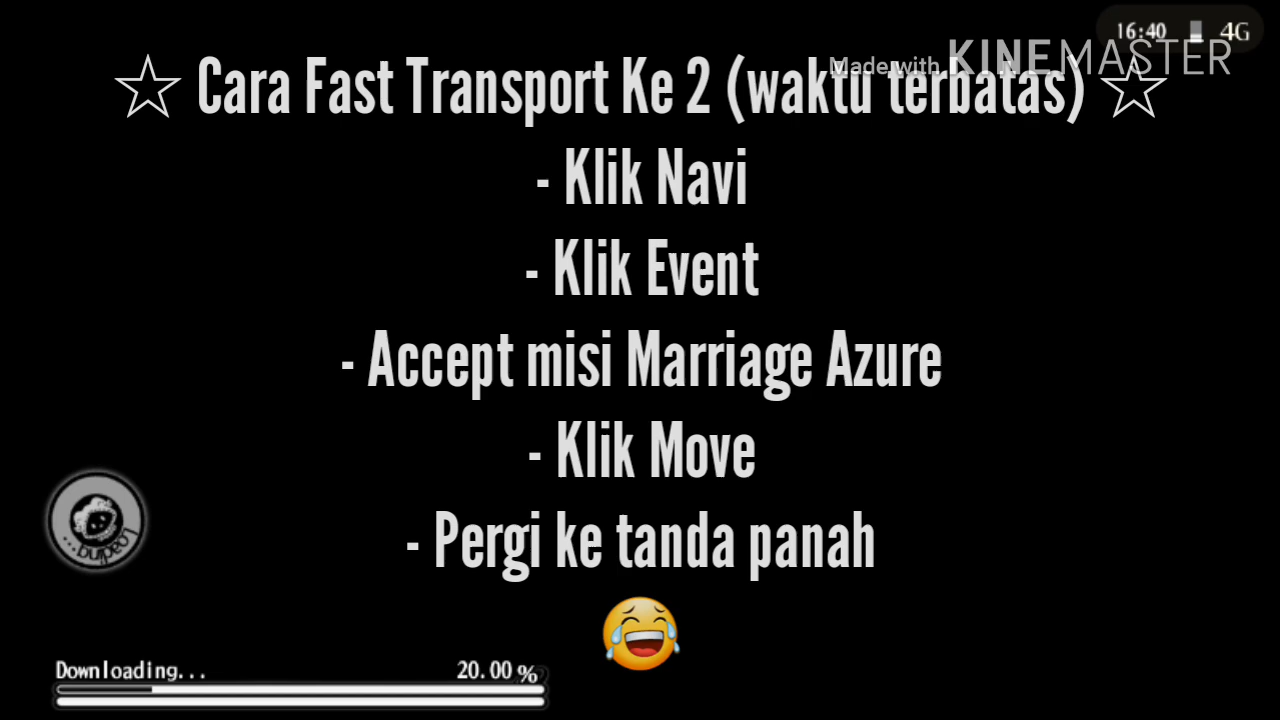 16:40 4G
Made with KINEMASTER
☆ Cara Fast Transport Ke 2 (waktu terbatas) ☆
- Klik Navi
- Klik Event
- Accept misi Marriage Azure
- Klik Move
- Pergi ke tanda panah
😂
Loading...
Downloading... 20.00 %